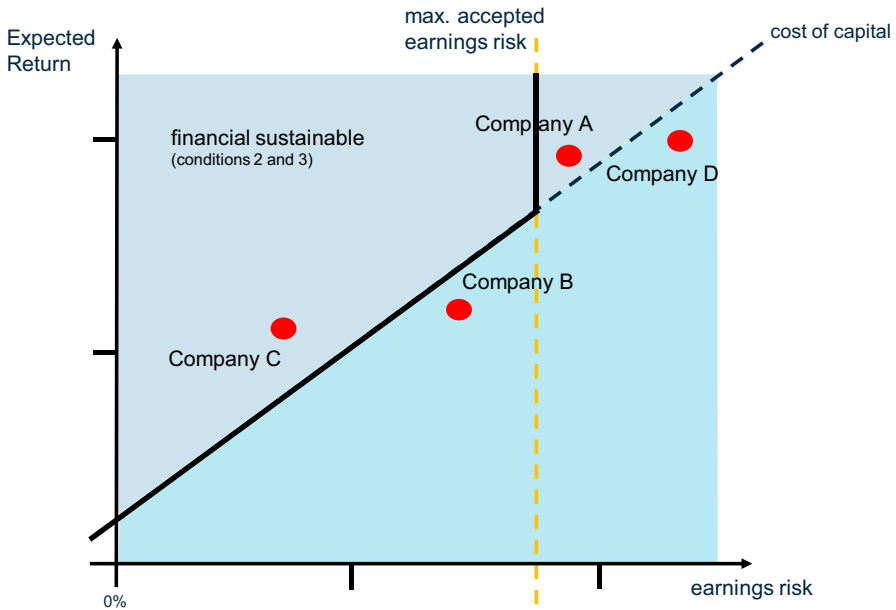 max. accepted
earnings risk
cost of capital
Expected
Return
financial sustainable
(conditions 2 and 3)
Company A
Company D
Company B
Company C
earnings risk
0%